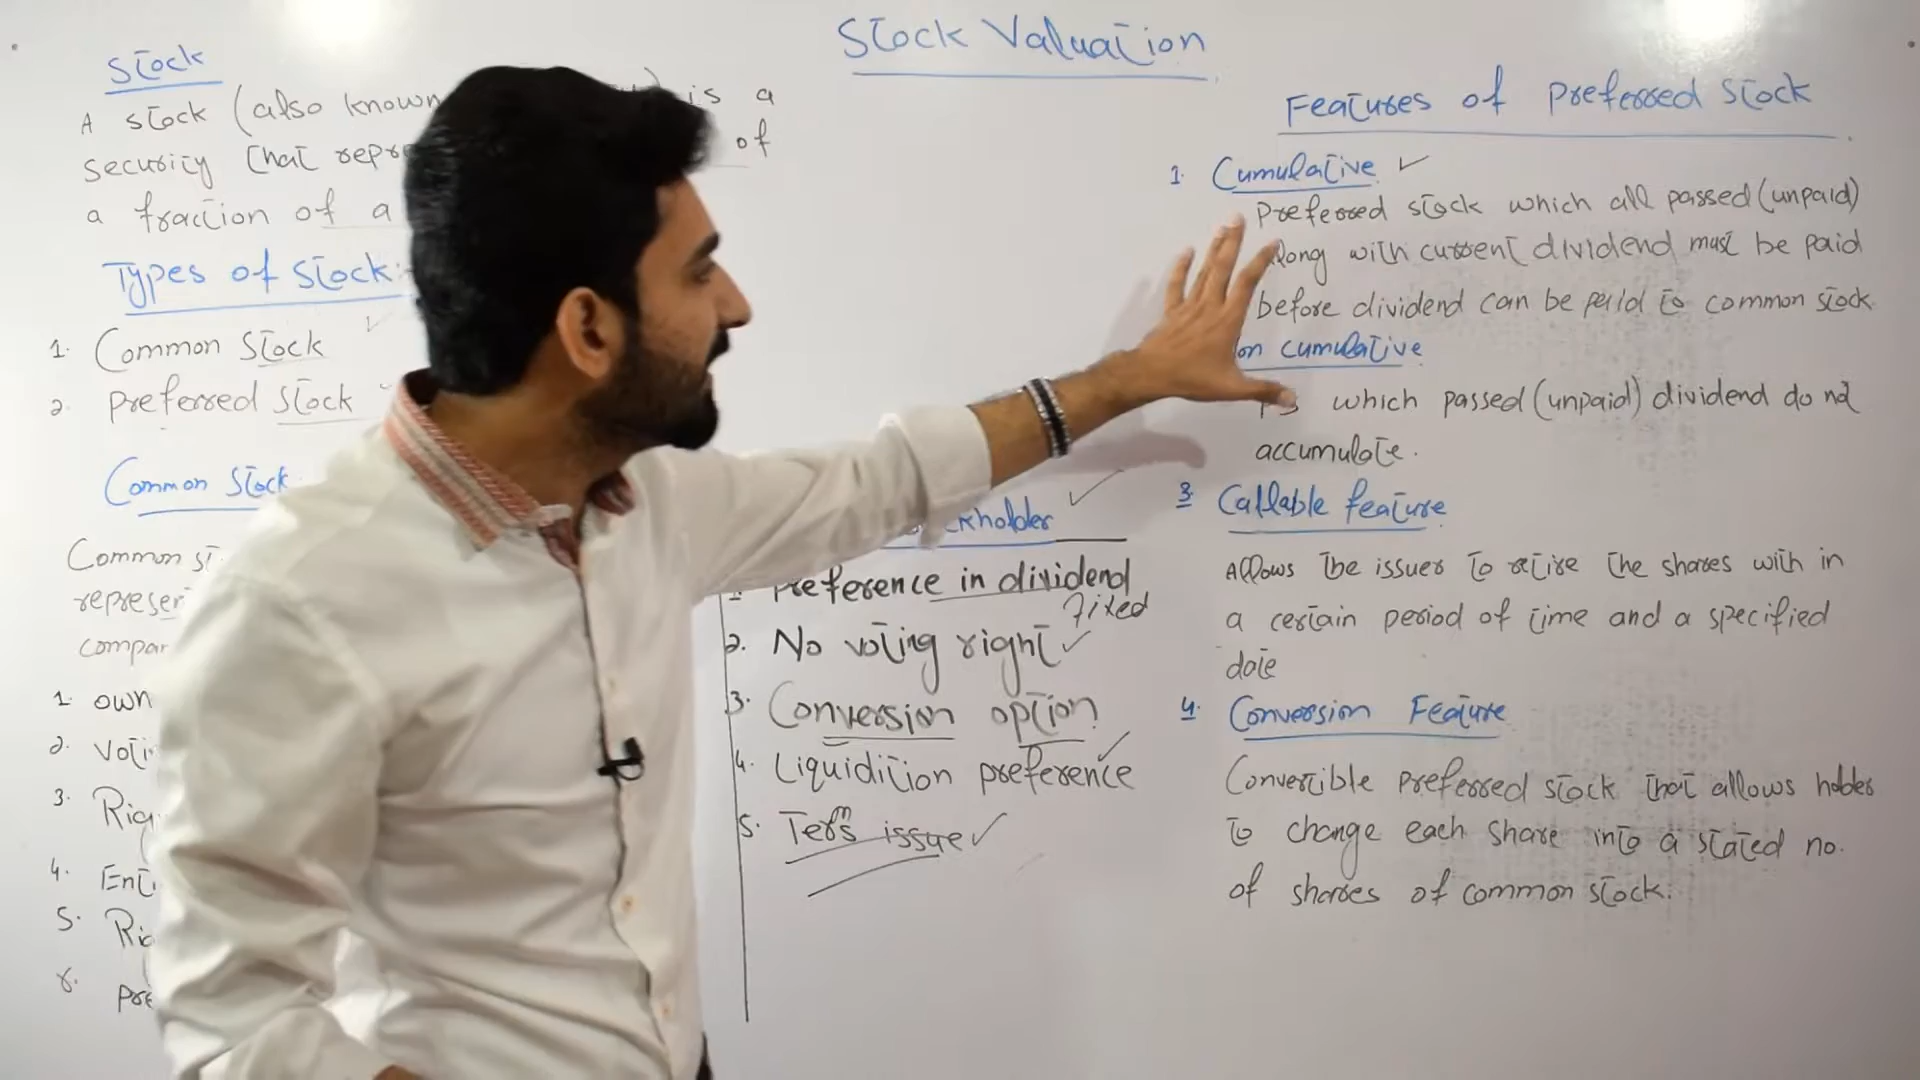 Stock Valuation
Stock
A stock (also known is a
security that repre of
a fraction of a
Types of Stock:
1. Common Stock
2. preferred Stock
Common Stock
Common st
represen
compan
1. own
2. Voti
3. Rig
4. Enti
5. Ri
6. pre
ckholder
1. Preference in dividend
fixed
2. No voting right
3. Conversion option
4. Liquidition preference
5. Terms issue
Features of preferred stock
1. Cumulative
preferred stock which all passed (unpaid)
along with current dividend must be paid
before dividend can be paid to common stock
on cumulative
PS which passed (unpaid) dividend do not
accumulate.
3. Callable feature
Allows the issuer to retire the shares with in
a certain period of time and a specified
date
4. Conversion Feature
Convertible preferred stock that allows holder
to change each share into a stated no.
of shares of common stock.